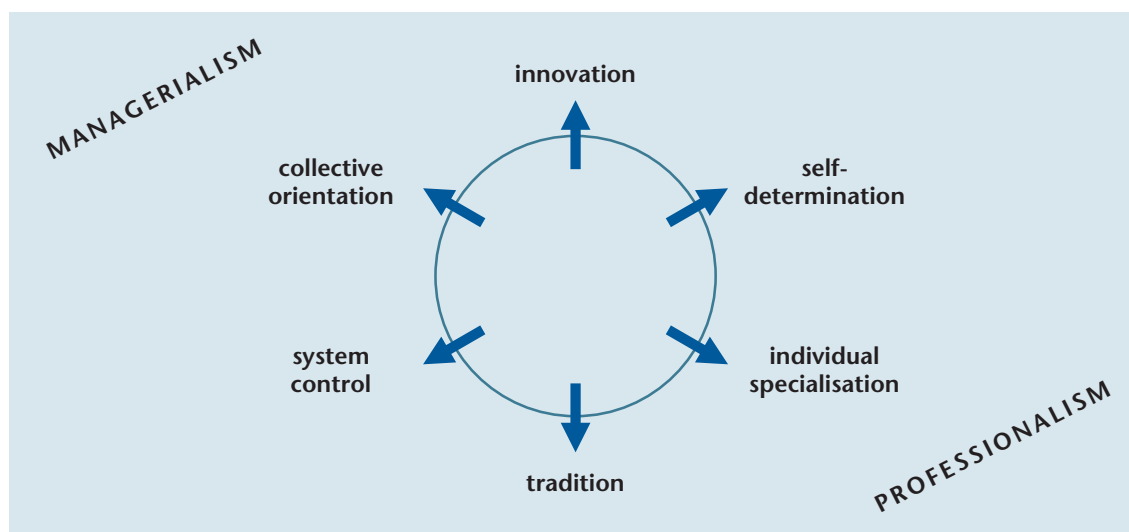 MANAGERIALISM
innovation
collective
orientation
self-
determination
system
control
individual
specialisation
tradition
PROFESSIONALISM